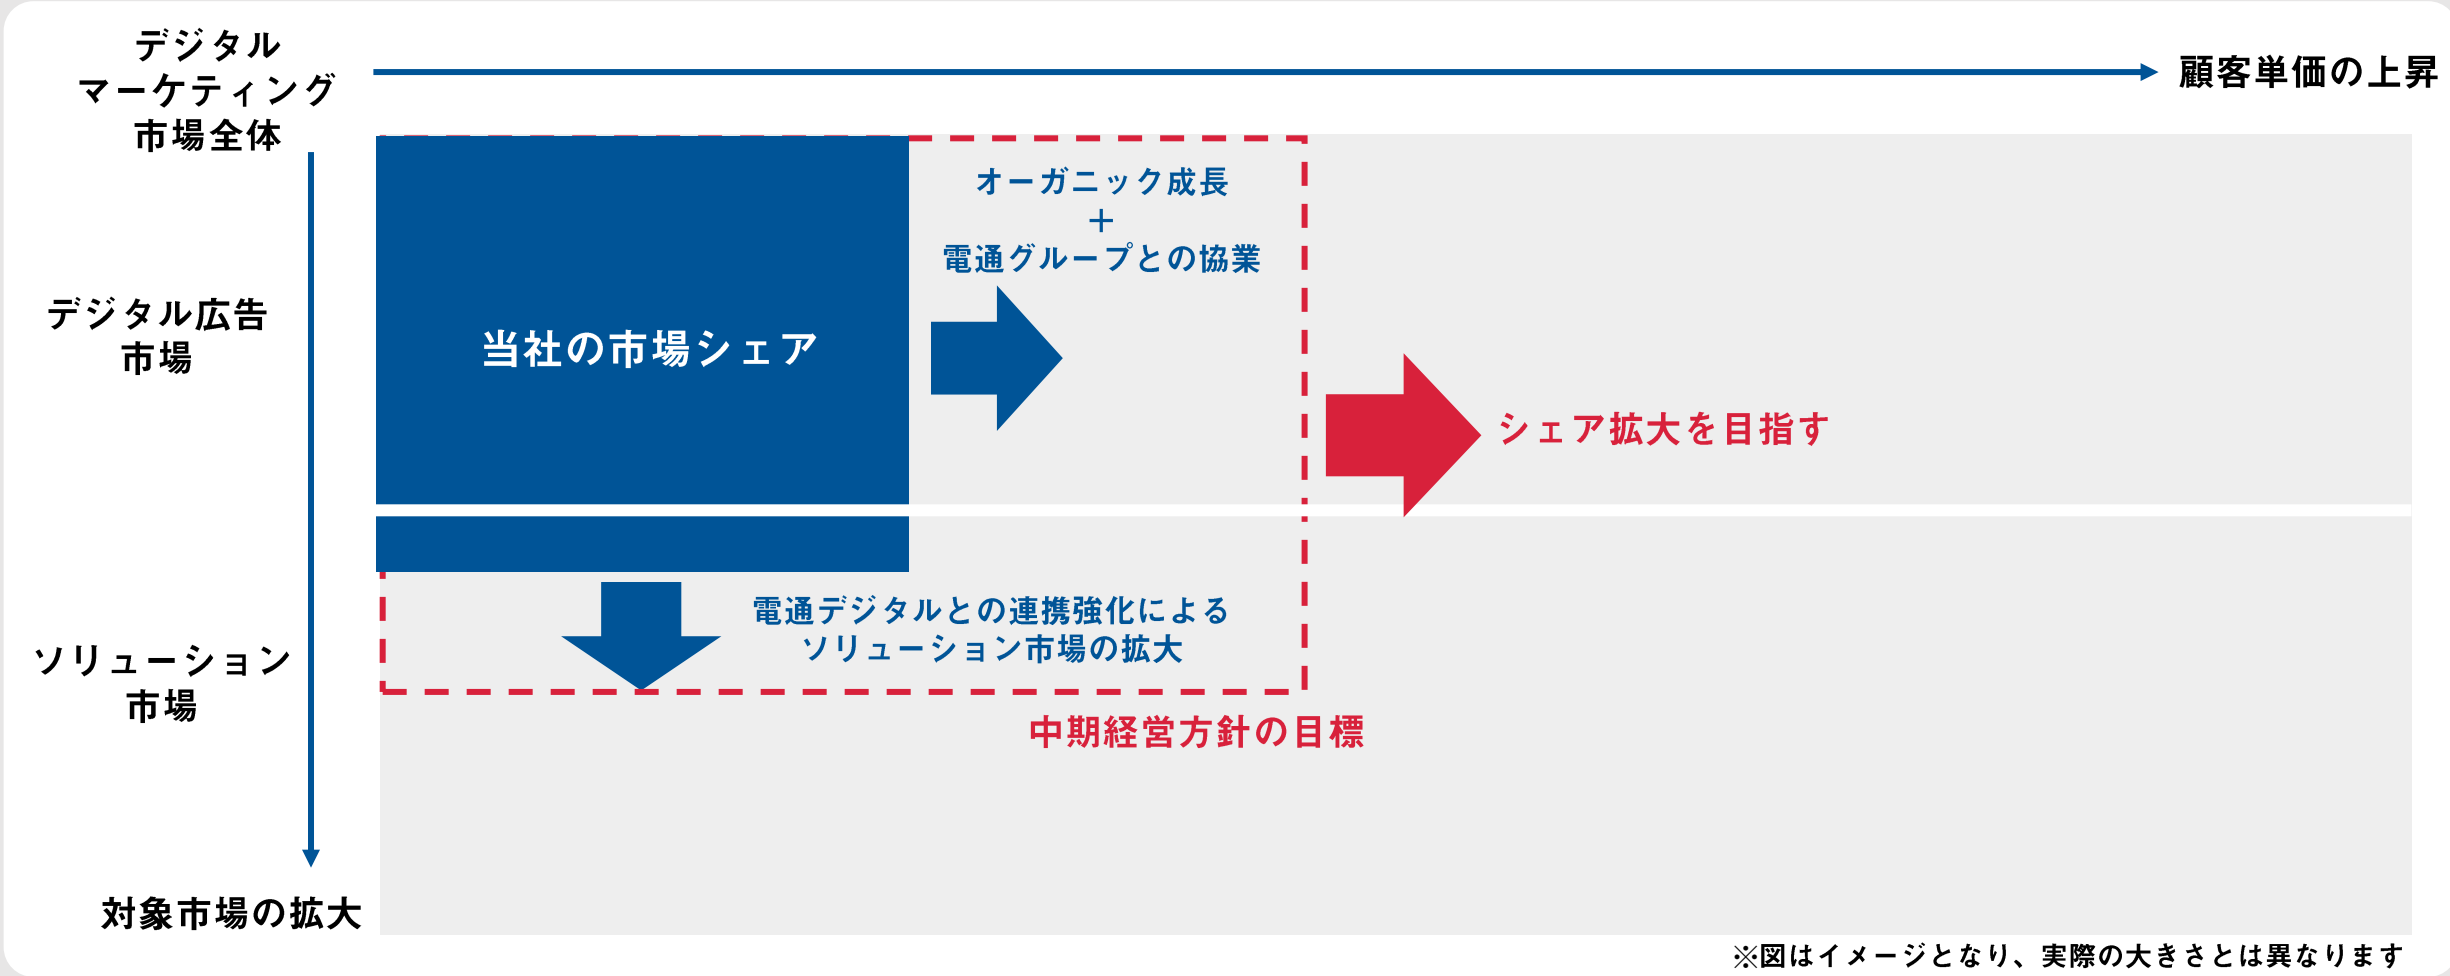 デジタル
マーケティング
市場全体
顧客単価の上昇
オーガニック成長
＋
電通グループとの協業
デジタル広告
市場
当社の市場シェア
シェア拡大を目指す
電通デジタルとの連携強化による
ソリューション市場の拡大
ソリューション
市場
中期経営方針の目標
対象市場の拡大
※図はイメージとなり、実際の大きさとは異なります